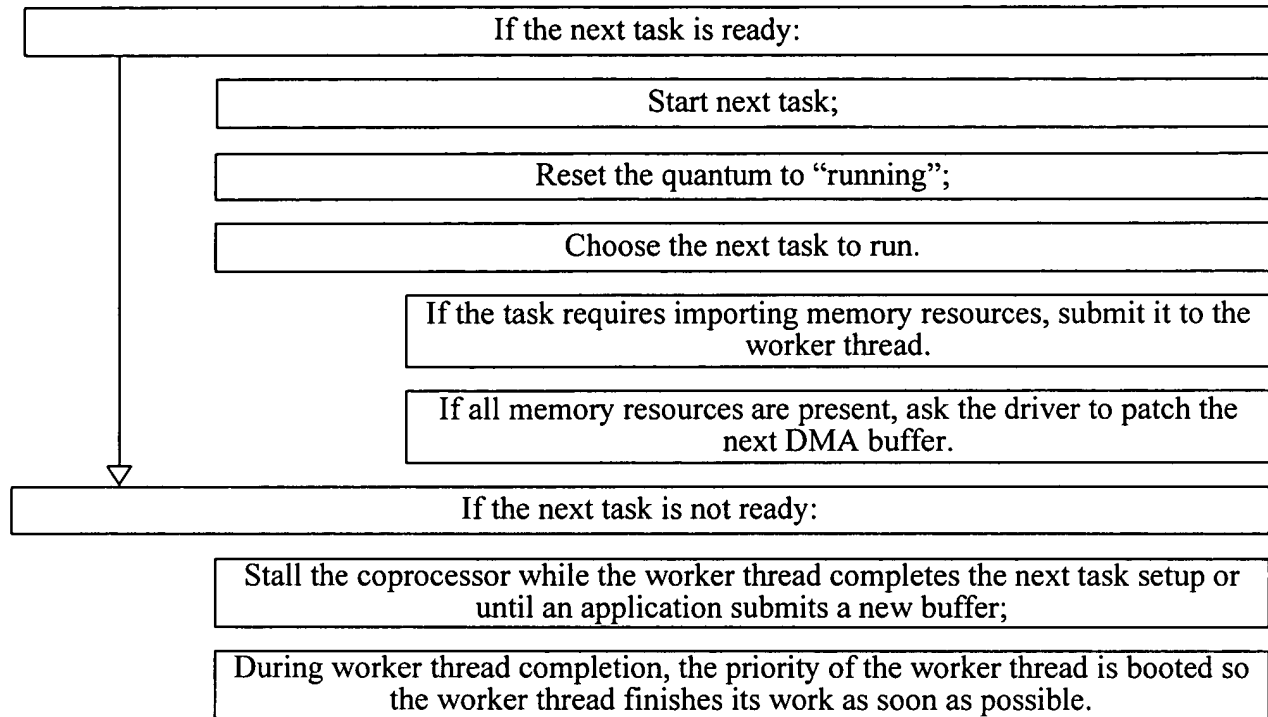 If the next task is ready:
Start next task;
Reset the quantum to “running”;
Choose the next task to run.
If the task requires importing memory resources, submit it to the
worker thread.
If all memory resources are present, ask the driver to patch the
next DMA buffer.
If the next task is not ready:
Stall the coprocessor while the worker thread completes the next task setup or
until an application submits a new buffer;
During worker thread completion, the priority of the worker thread is booted so
the worker thread finishes its work as soon as possible.